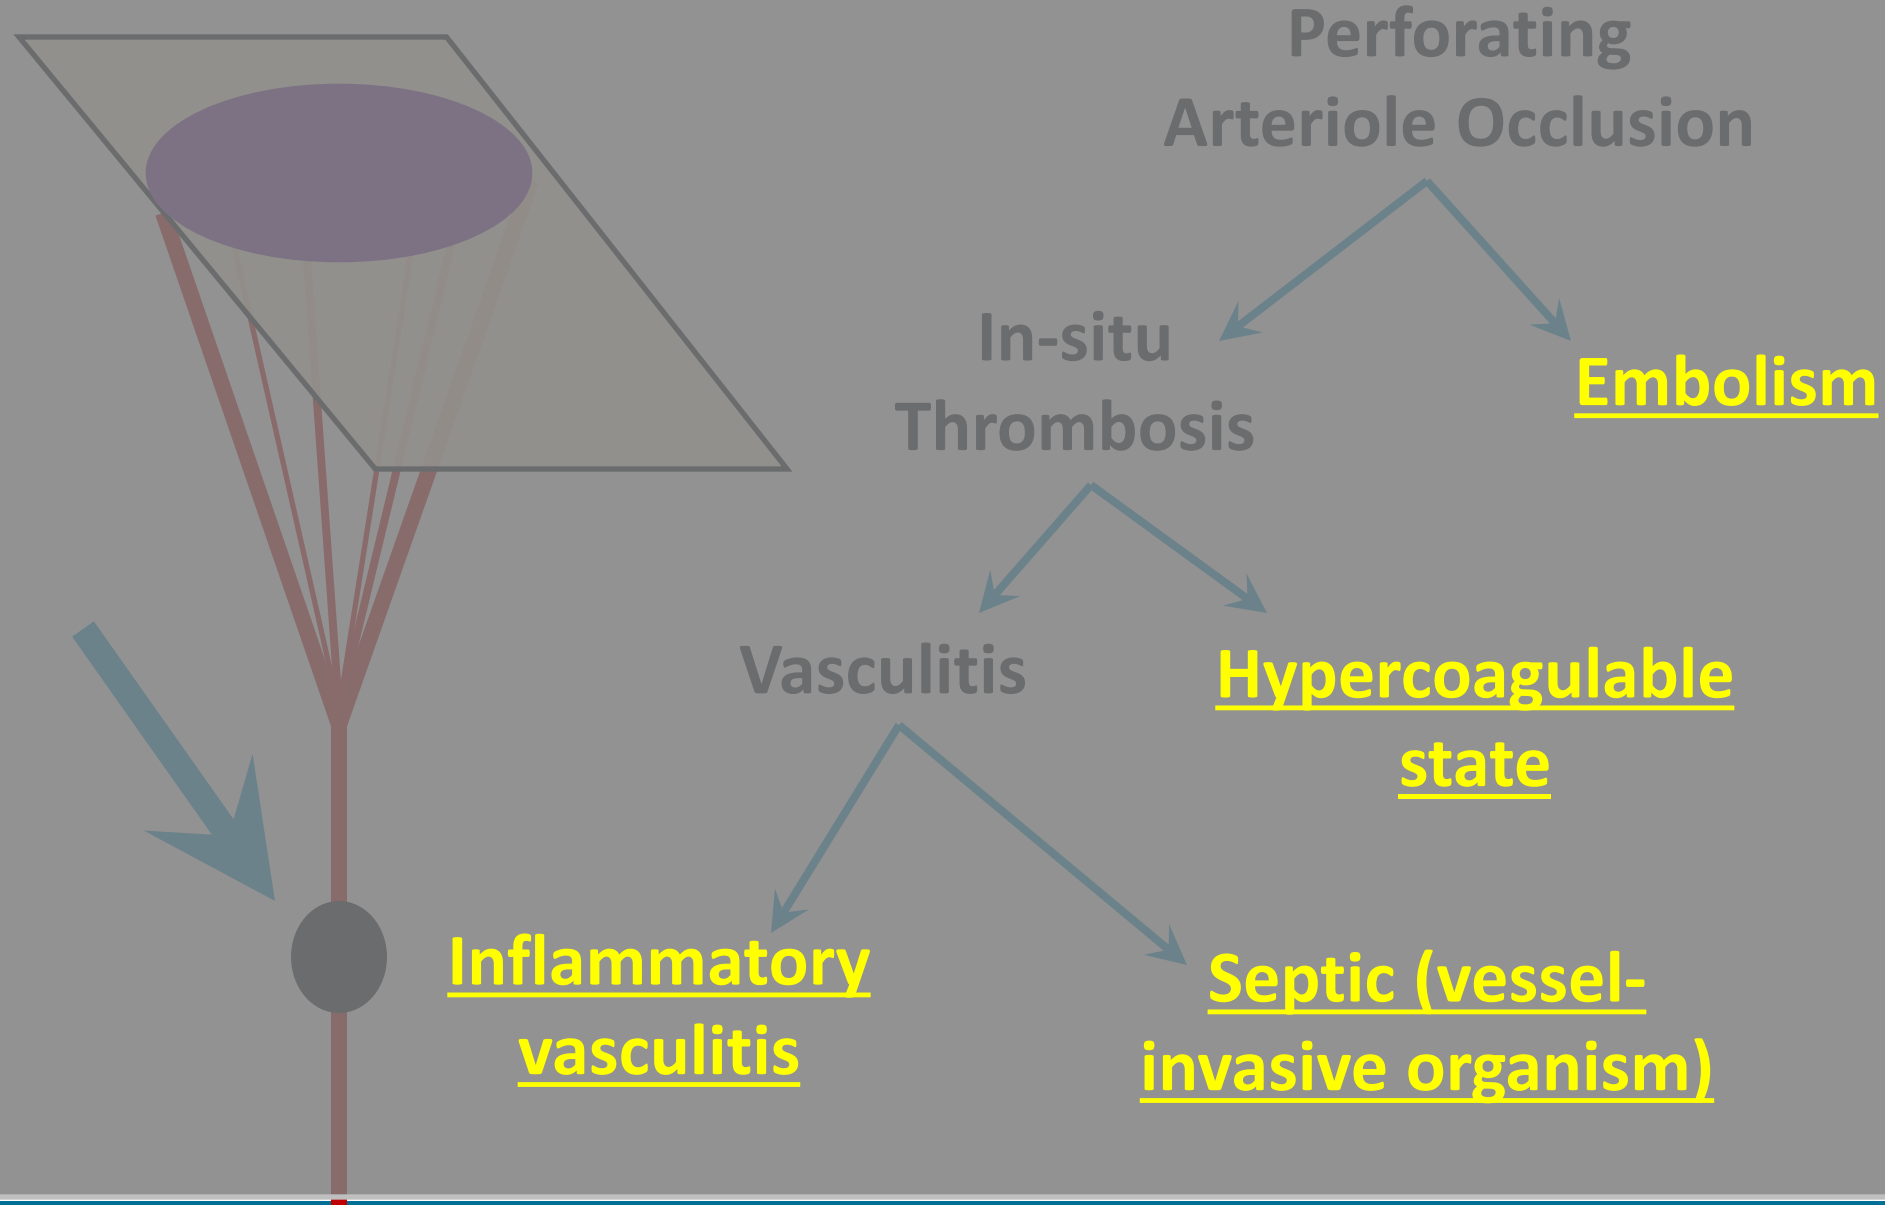 Perforating
Arteriole Occlusion
In-situ
Thrombosis
Embolism
Vasculitis
Hypercoagulable
state
Inflammatory
vasculitis
Septic (vessel-
invasive organism)